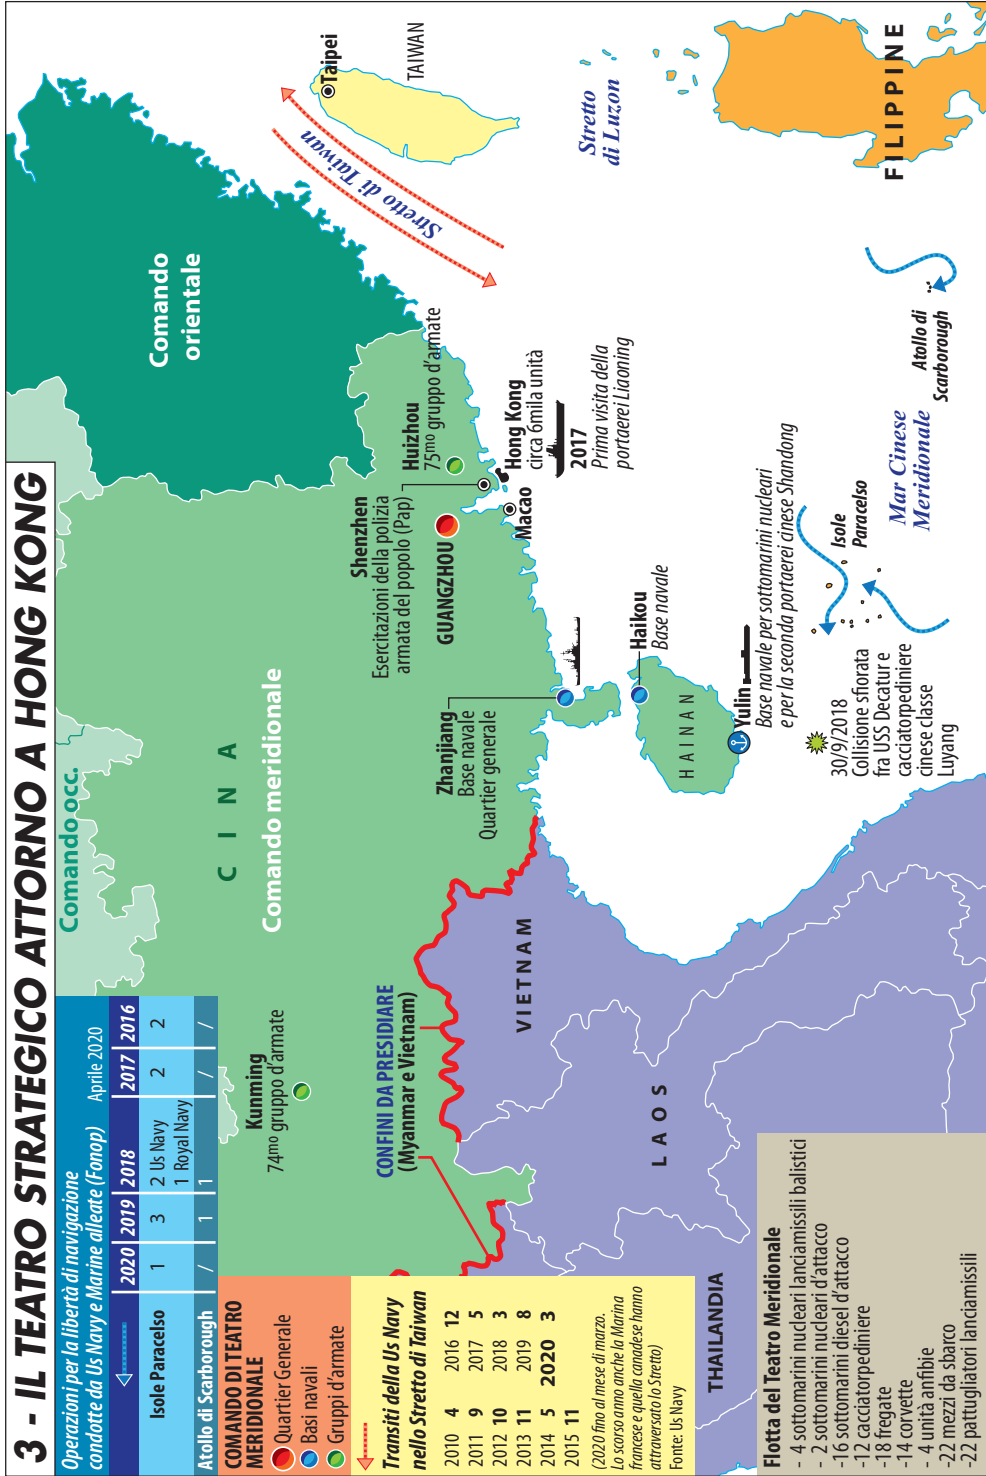 3 - IL TEATRO STRATEGICO ATTORNO A HONG KONG
Operazioni per la libertà di navigazione
condotte da Us Navy e Marine alleate (Fonop) Aprile 2020
2020 2019 2018 2017 2016
Isole Paracelso 1 3 2 Us Navy 2 2
1 Royal Navy
Atollo di Scarborough / 1 1 / /
COMANDO DI TEATRO
MERIDIONALE
Quartier Generale
Basi navali
Gruppi d'armate
Transiti della Us Navy
nello Stretto di Taiwan
2010 4 2016 12
2011 9 2017 5
2012 10 2018 3
2013 11 2019 8
2014 5 2020 3
2015 11
(2020 fino al mese di marzo.
Lo scorso anno anche la Marina
francese e quella canadese hanno
attraversato lo Stretto)
Fonte: Us Navy
THAILANDIA
Flotta del Teatro Meridionale
- 4 sottomarini nucleari lanciamissili balistici
- 2 sottomarini nucleari d'attacco
-16 sottomarini diesel d'attacco
-12 cacciatorpediniere
-18 fregate
-14 corvette
- 4 unità anfibie
-22 mezzi da sbarco
-22 pattugliatori lanciamissili
Comando occ.
CINA
Comando meridionale
Comando
orientale
Kunming
74mo gruppo d'armate
CONFINI DA PRESIDIARE
(Myanmar e Vietnam)
VIETNAM
LAOS
Zhanjiang
Base navale
Quartier generale
Shenzhen
Esercitazioni della polizia
armata del popolo (Pap)
GUANGZHOU
Huizhou
75mo gruppo d'armate
Hong Kong
circa 6mila unità
2017
Prima visita della
portaerei Liaoning
Macao
Haikou
Base navale
HAINAN
Yulin
Base navale per sottomarini nucleari
e per la seconda portaerei cinese Shandong
30/9/2018
Collisione sfiorata
fra USS Decatur e
cacciatorpediniere
cinese classe
Luyang
Isole
Paracelso
Mar Cinese
Meridionale
Atollo di
Scarborough
Stretto di Taiwan
Taipei
TAIWAN
Stretto
di Luzon
FILIPPINE